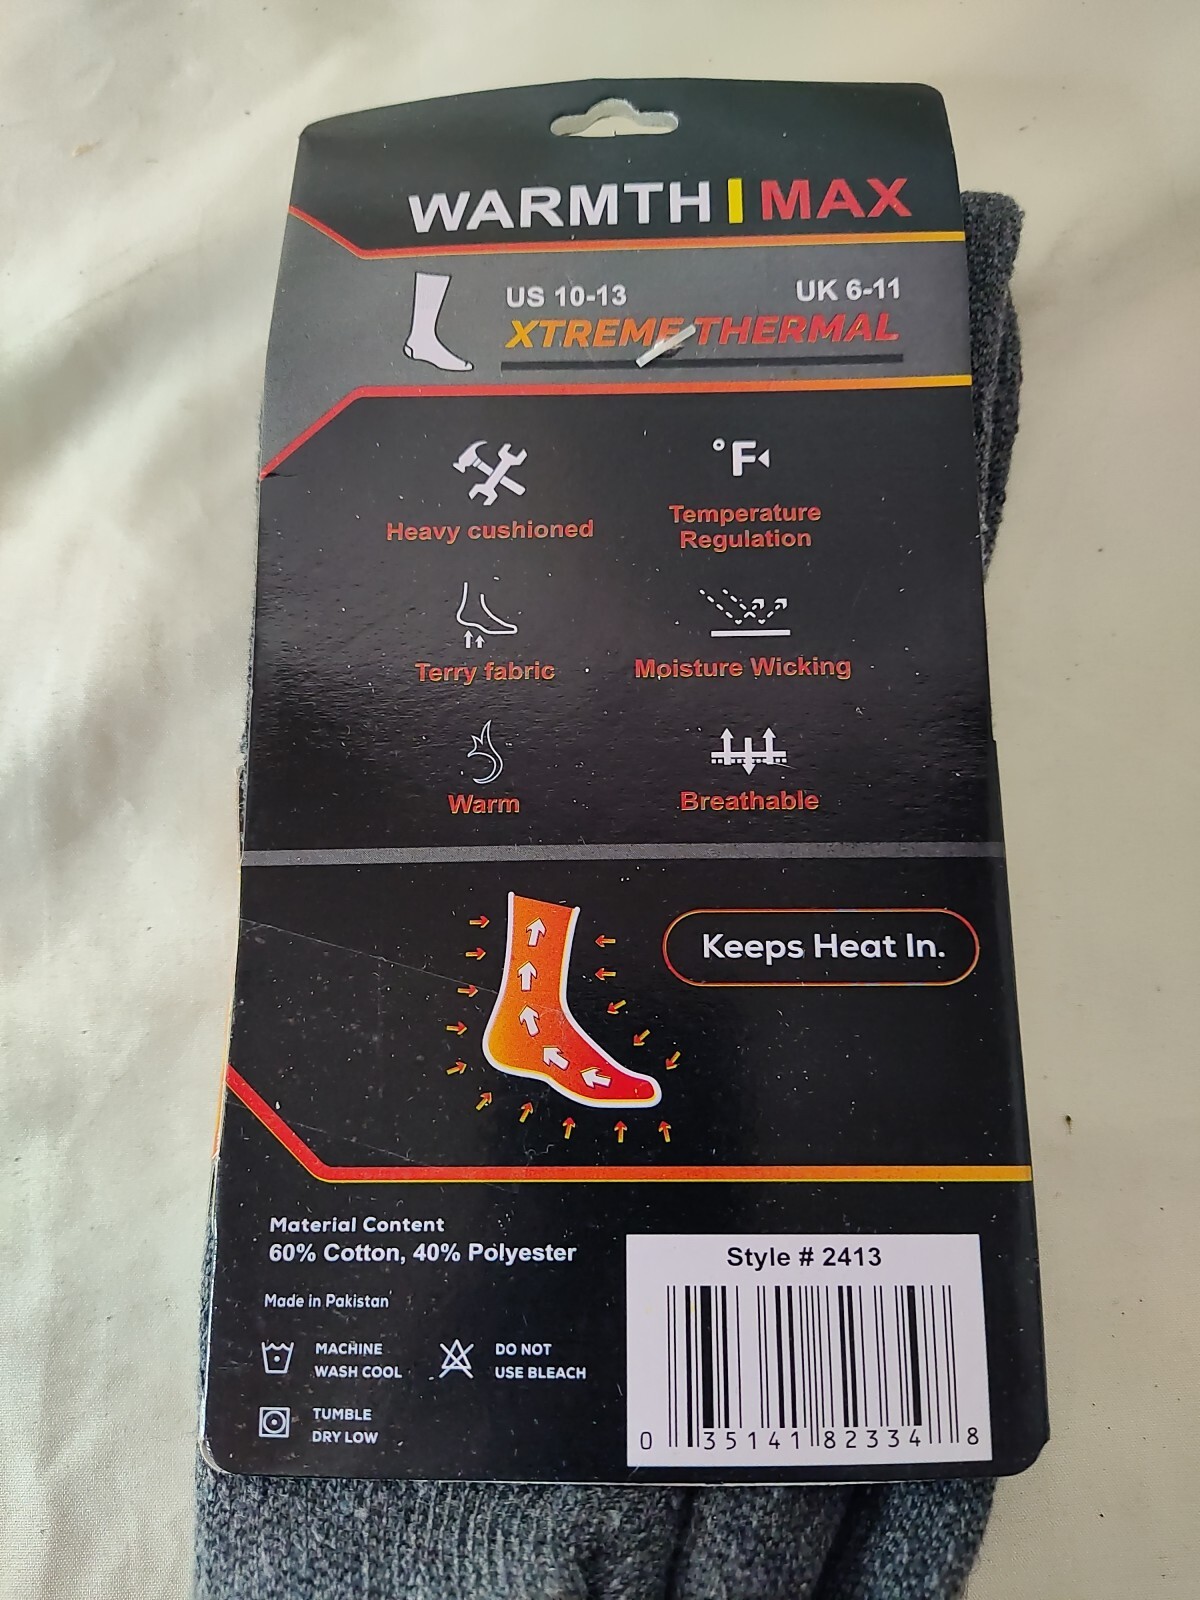 WARMTH | MAX
US 10-13 UK 6-11
XTREME THERMAL
°F
Heavy cushioned
Temperature
Regulation
Terry fabric
Moisture Wicking
Warm
Breathable
Keeps Heat In.
Material Content
60% Cotton, 40% Polyester
Made in Pakistan
MACHINE
WASH COOL
DO NOT
USE BLEACH
TUMBLE
DRY LOW
Style # 2413
0 35141 82334 8